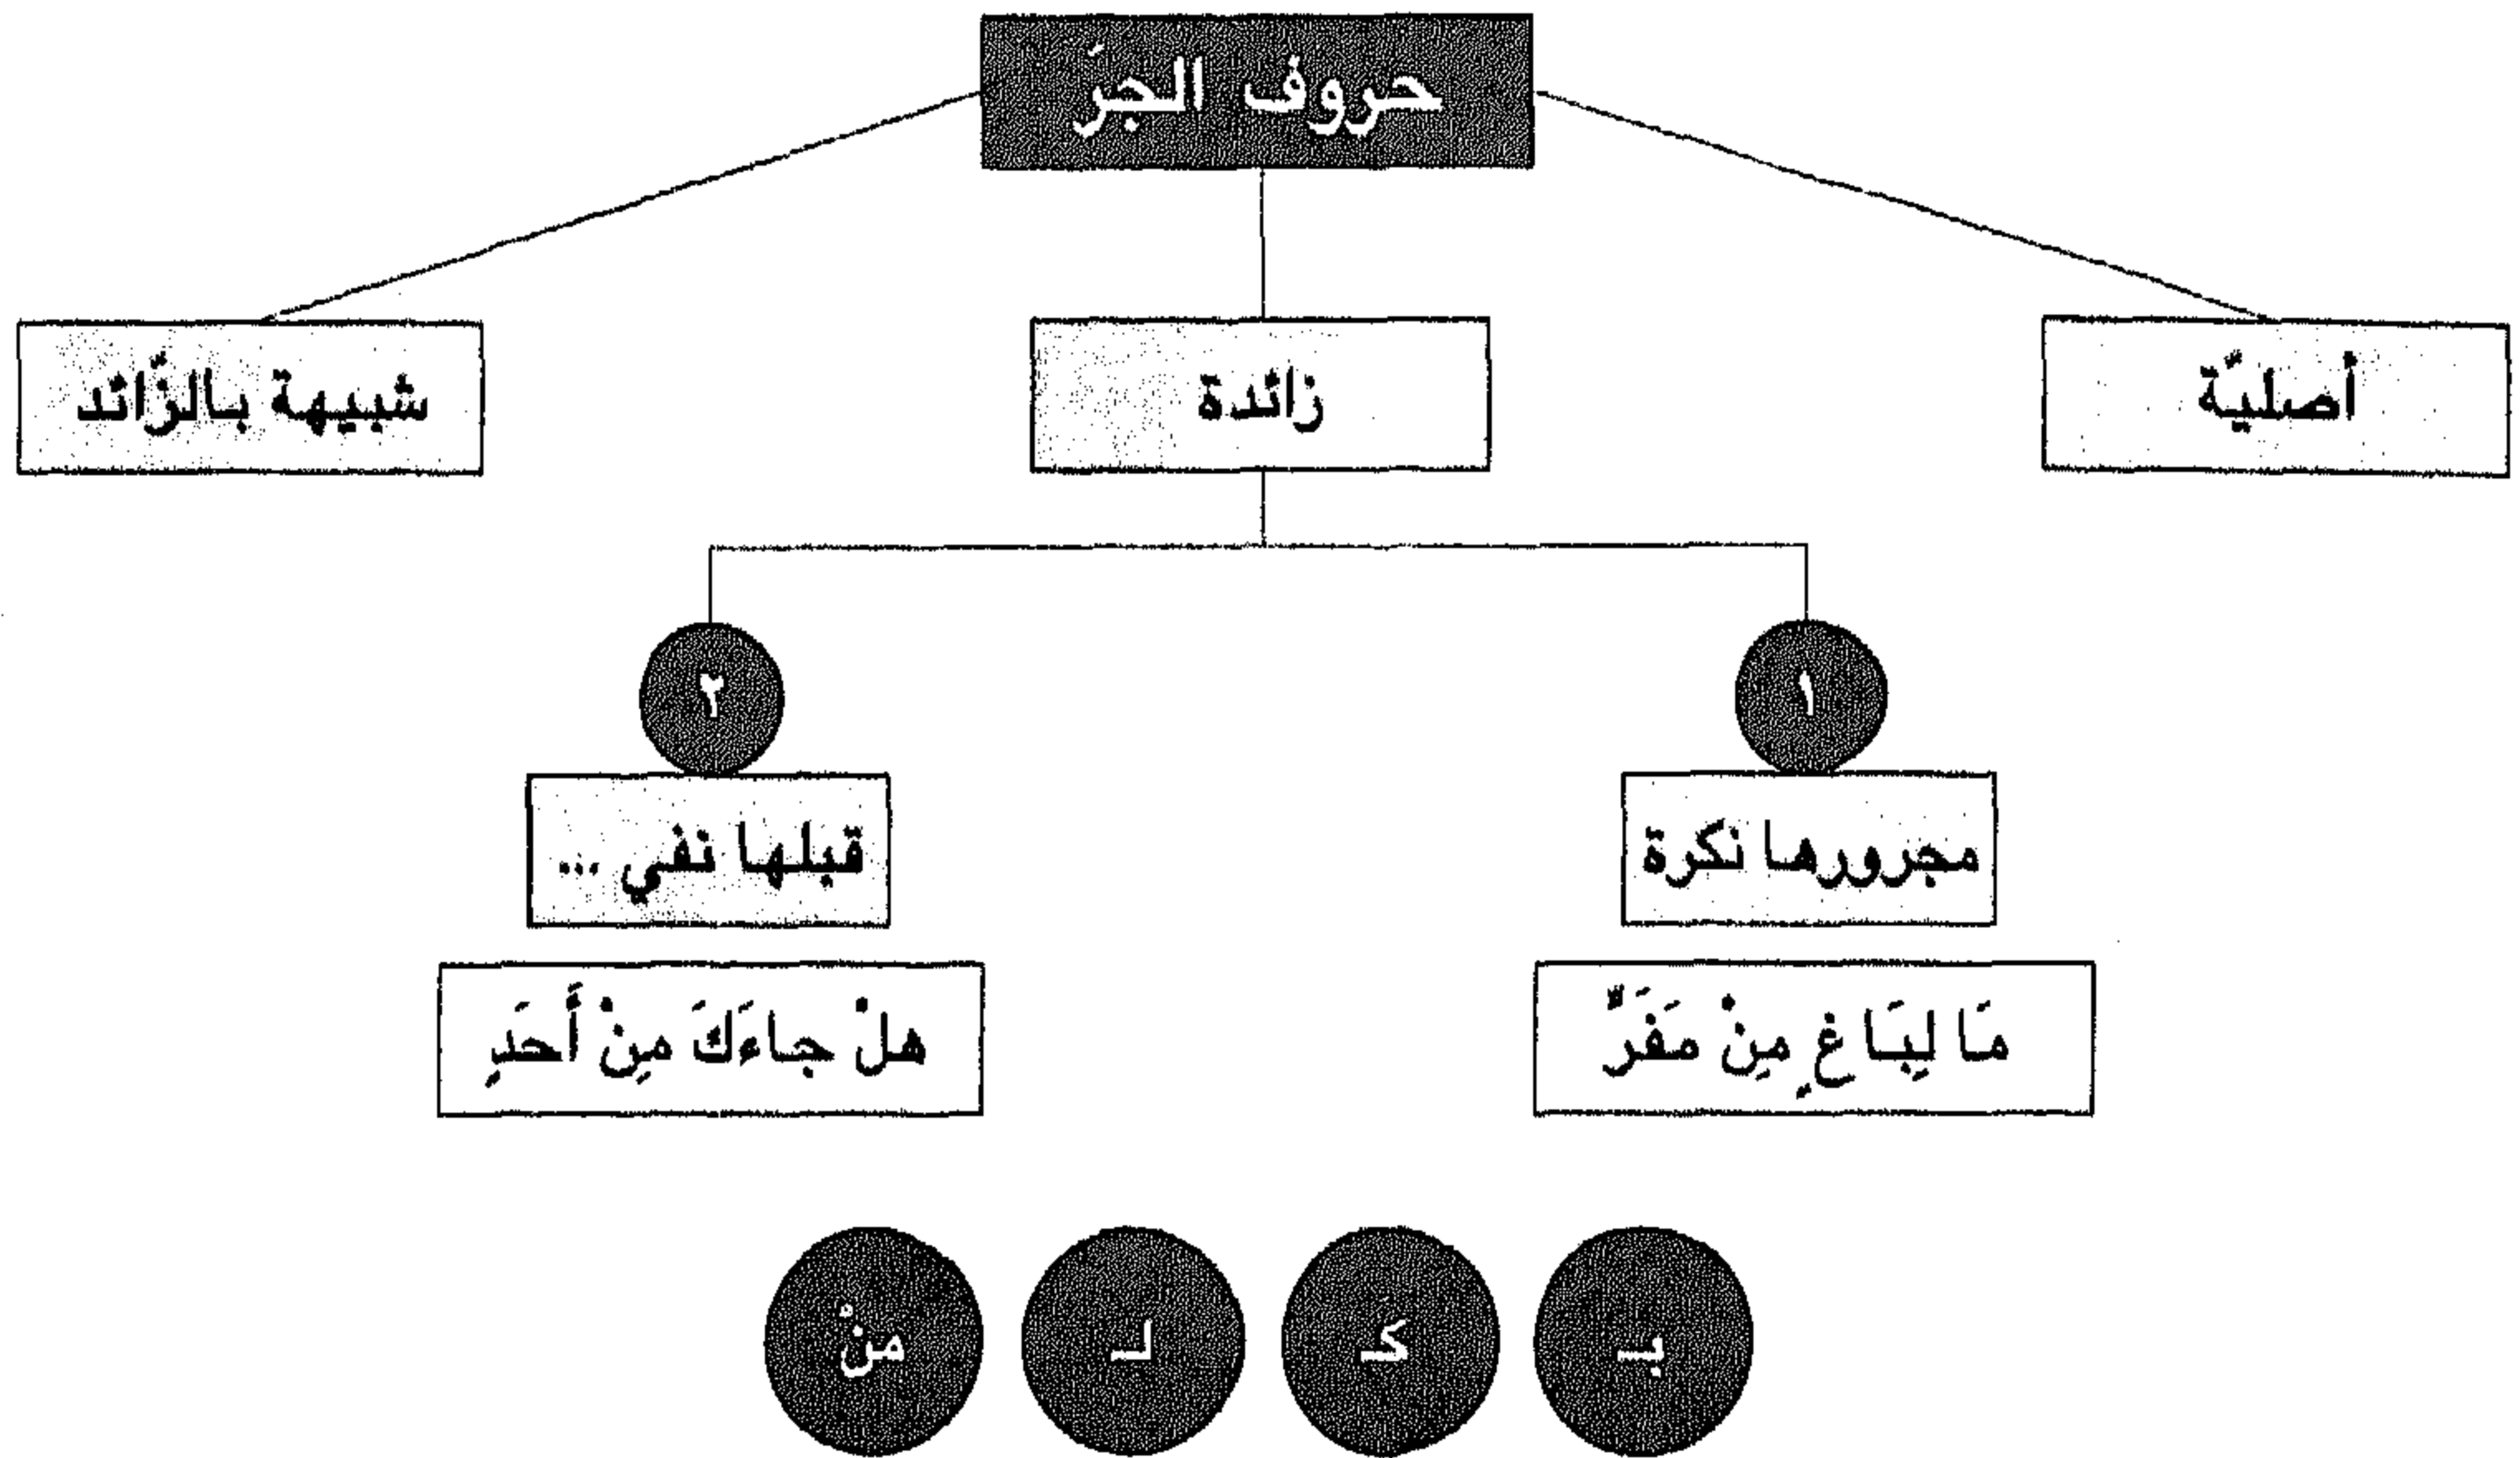 حروف الجرّ
أصليّة
زائدة
شبيهة بالزّائد
١
مجرورها نكرة
مَا لِبَاغٍ مِنْ مَفَرٍّ
٢
قبلها نفي ...
هلْ جاءَكَ مِنْ أَحَدٍ
بـ
كـ
لـ
منْ